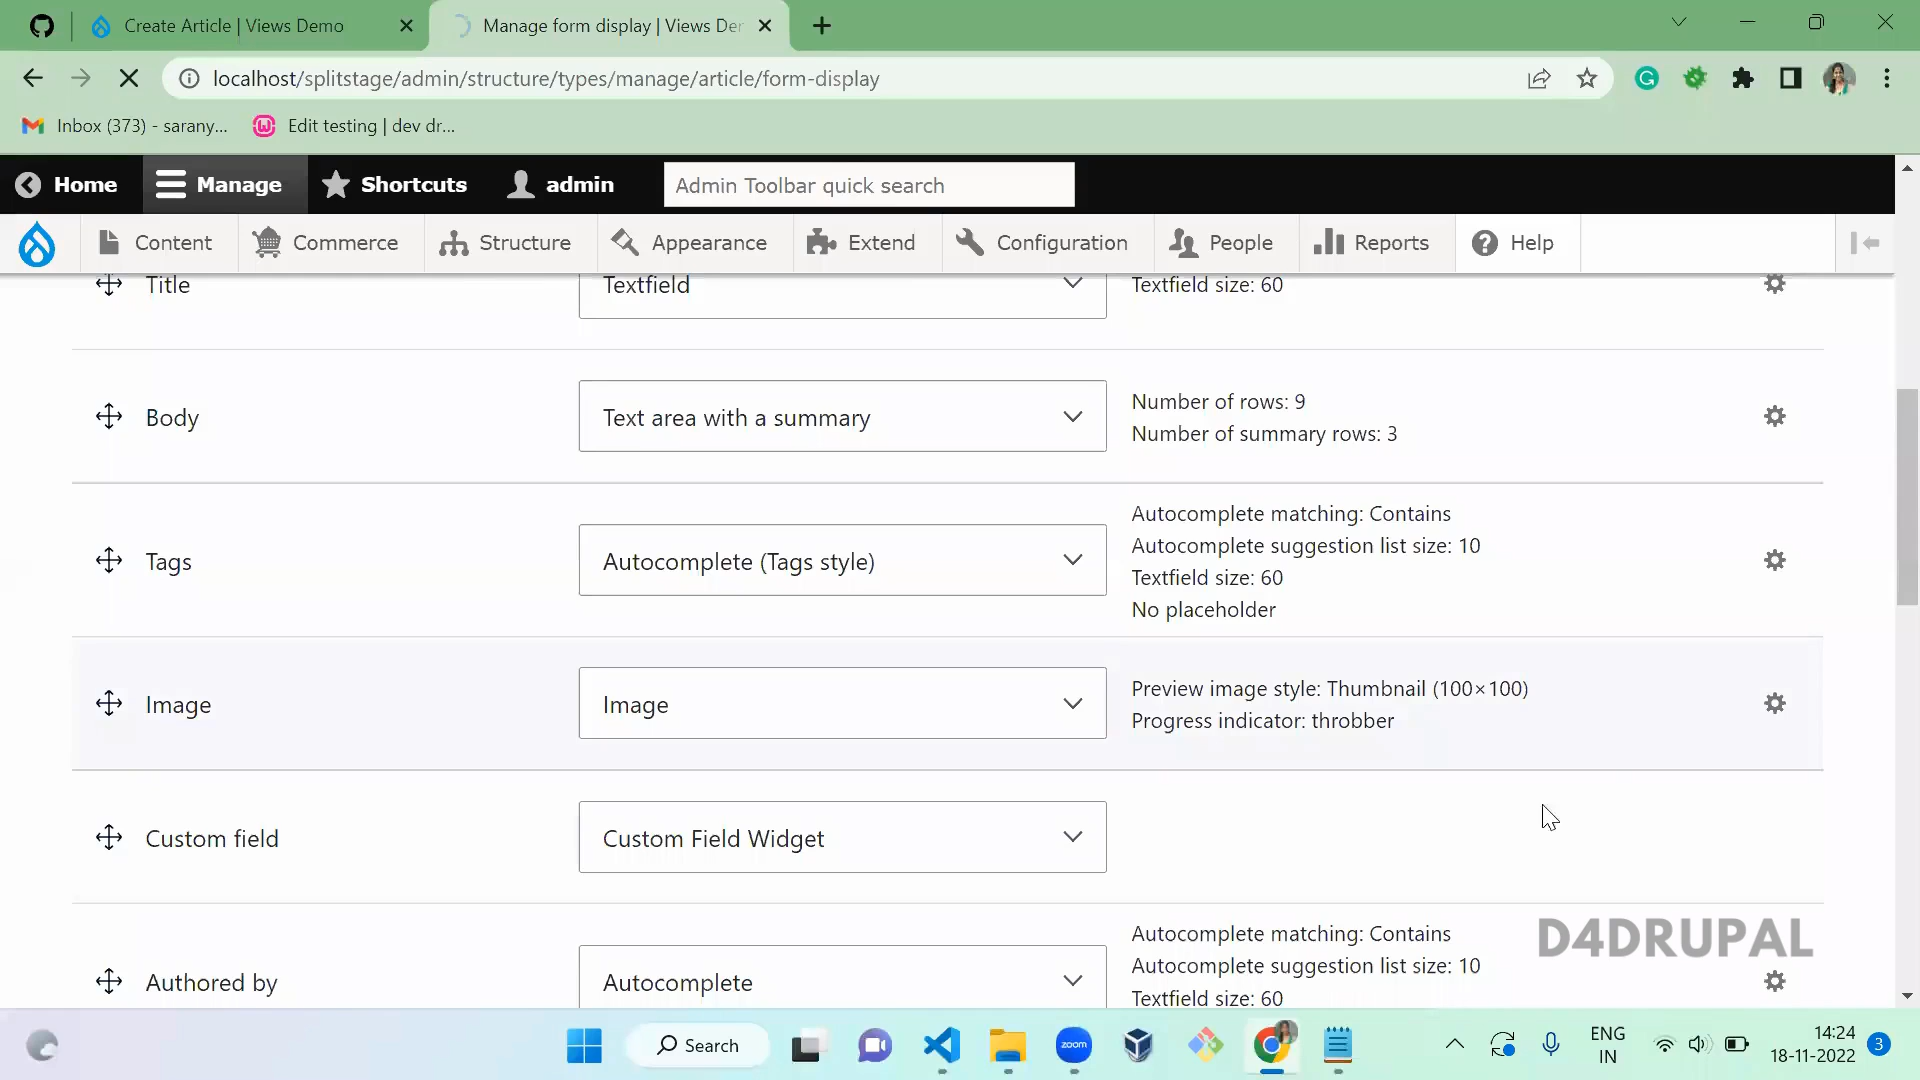 Create Article | Views Demo
Manage form display | Views Der
localhost/splitstage/admin/structure/types/manage/article/form-display
Inbox (373) - sarany...
Edit testing | dev dr...
Home
Manage
Shortcuts
admin
Admin Toolbar quick search
Content
Commerce
Structure
Appearance
Extend
Configuration
People
Reports
Help
Title
Textfield
Textfield size: 60
Body
Text area with a summary
Number of rows: 9
Number of summary rows: 3
Tags
Autocomplete (Tags style)
Autocomplete matching: Contains
Autocomplete suggestion list size: 10
Textfield size: 60
No placeholder
Image
Image
Preview image style: Thumbnail (100×100)
Progress indicator: throbber
Custom field
Custom Field Widget
Authored by
Autocomplete
Autocomplete matching: Contains
Autocomplete suggestion list size: 10
Textfield size: 60
D4DRUPAL
Search
zoom
ENG
IN
14:24
18-11-2022
3